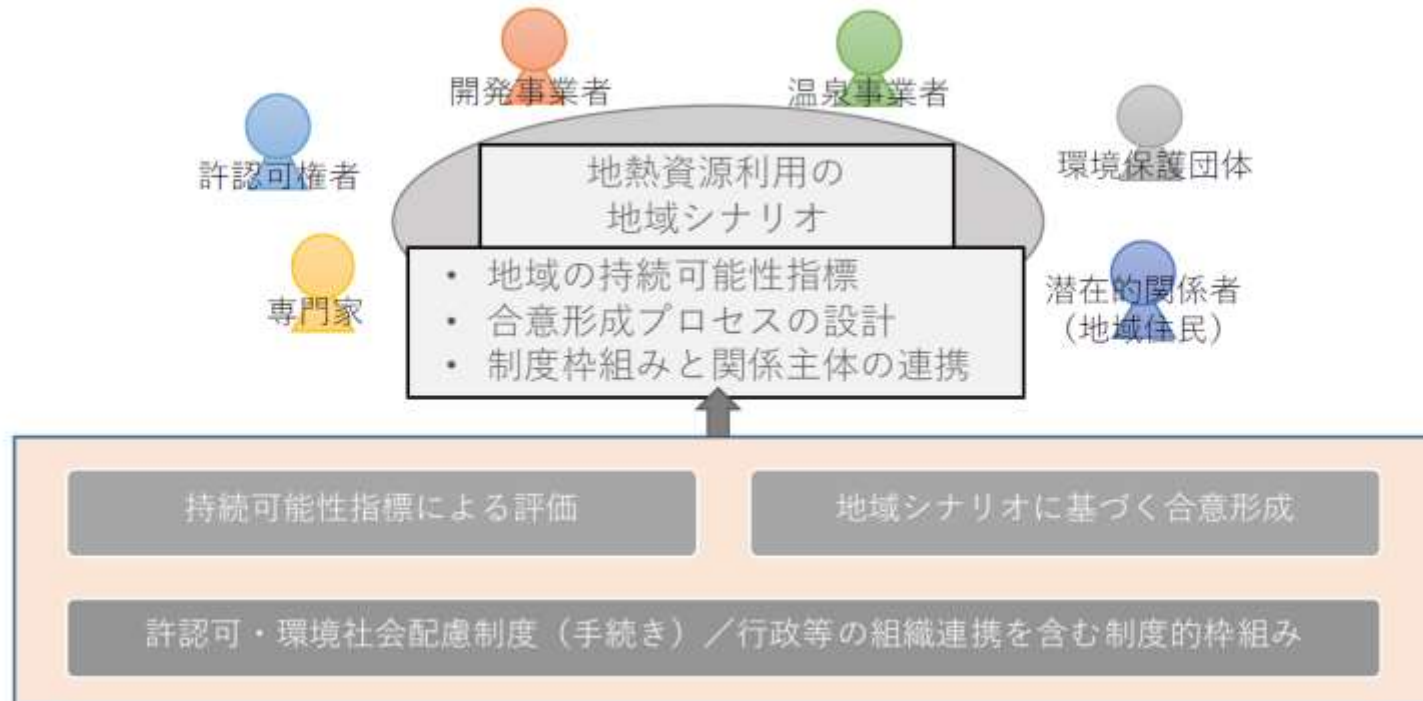 開発事業者
温泉事業者
許認可権者
環境保護団体
地熱資源利用の
地域シナリオ
専門家
• 地域の持続可能性指標
• 合意形成プロセスの設計
• 制度枠組みと関係主体の連携
潜在的関係者
（地域住民）
持続可能性指標による評価
地域シナリオに基づく合意形成
許認可・環境社会配慮制度（手続き）／行政等の組織連携を含む制度的枠組み